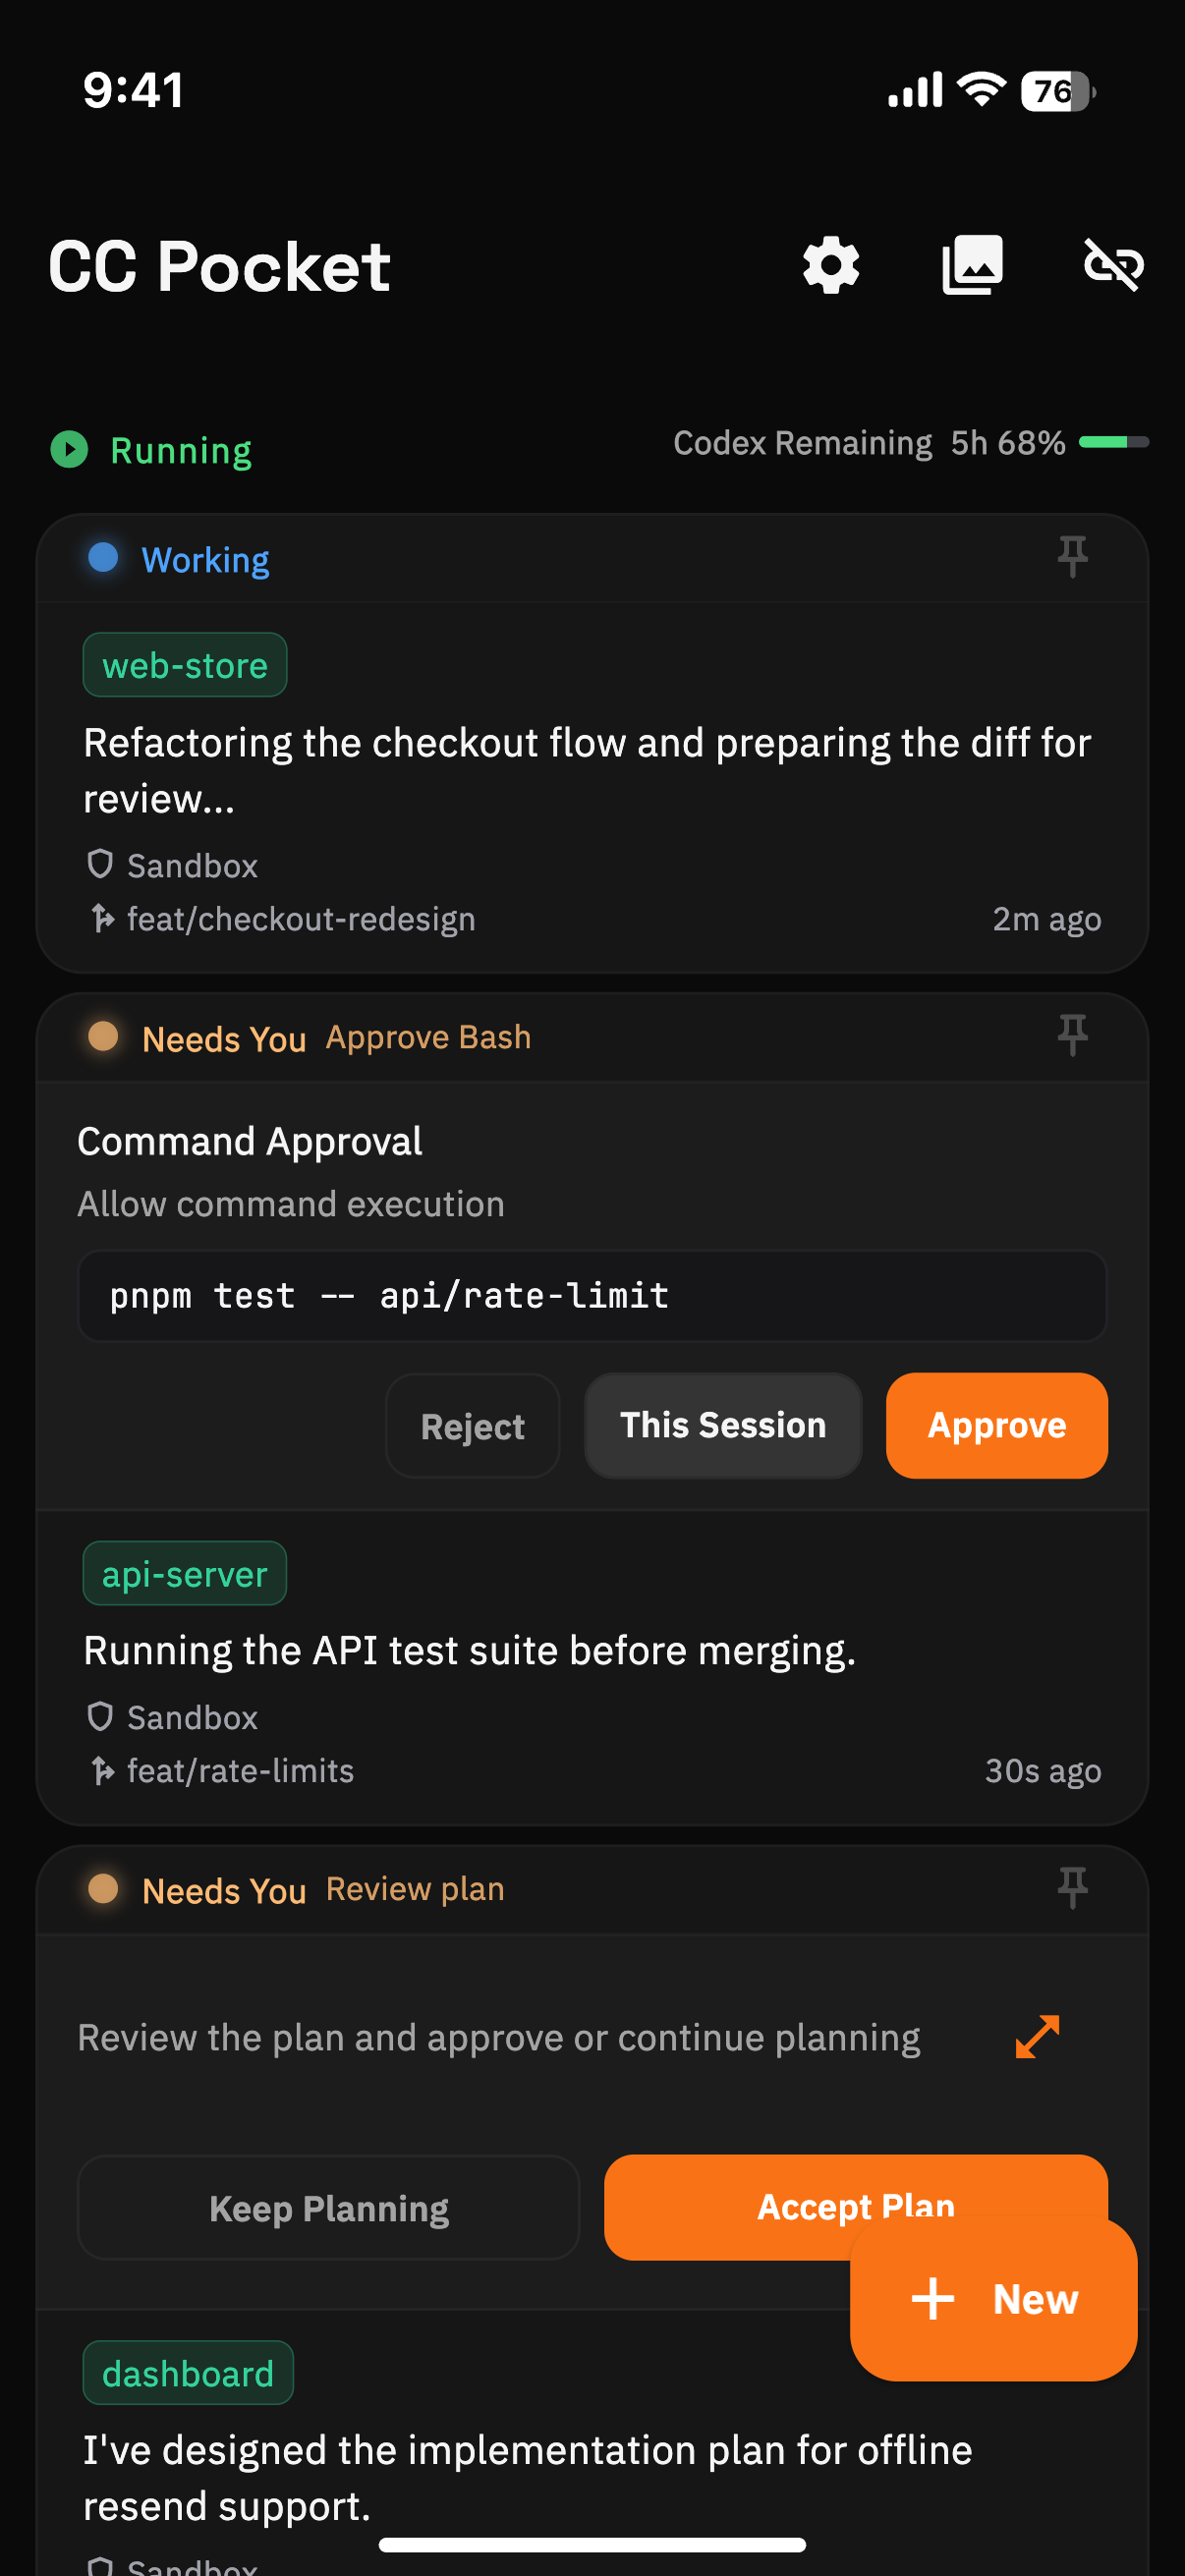 9:41
76
CC Pocket
Running
Codex Remaining 5h 68%
Working
web-store
Refactoring the checkout flow and preparing the diff for
review...
Sandbox
feat/checkout-redesign
2m ago
Needs You Approve Bash
Command Approval
Allow command execution
pnpm test -- api/rate-limit
Reject
This Session
Approve
api-server
Running the API test suite before merging.
Sandbox
feat/rate-limits
30s ago
Needs You Review plan
Review the plan and approve or continue planning
Keep Planning
Accept Plan
New
dashboard
I've designed the implementation plan for offline
resend support.
Sandbox